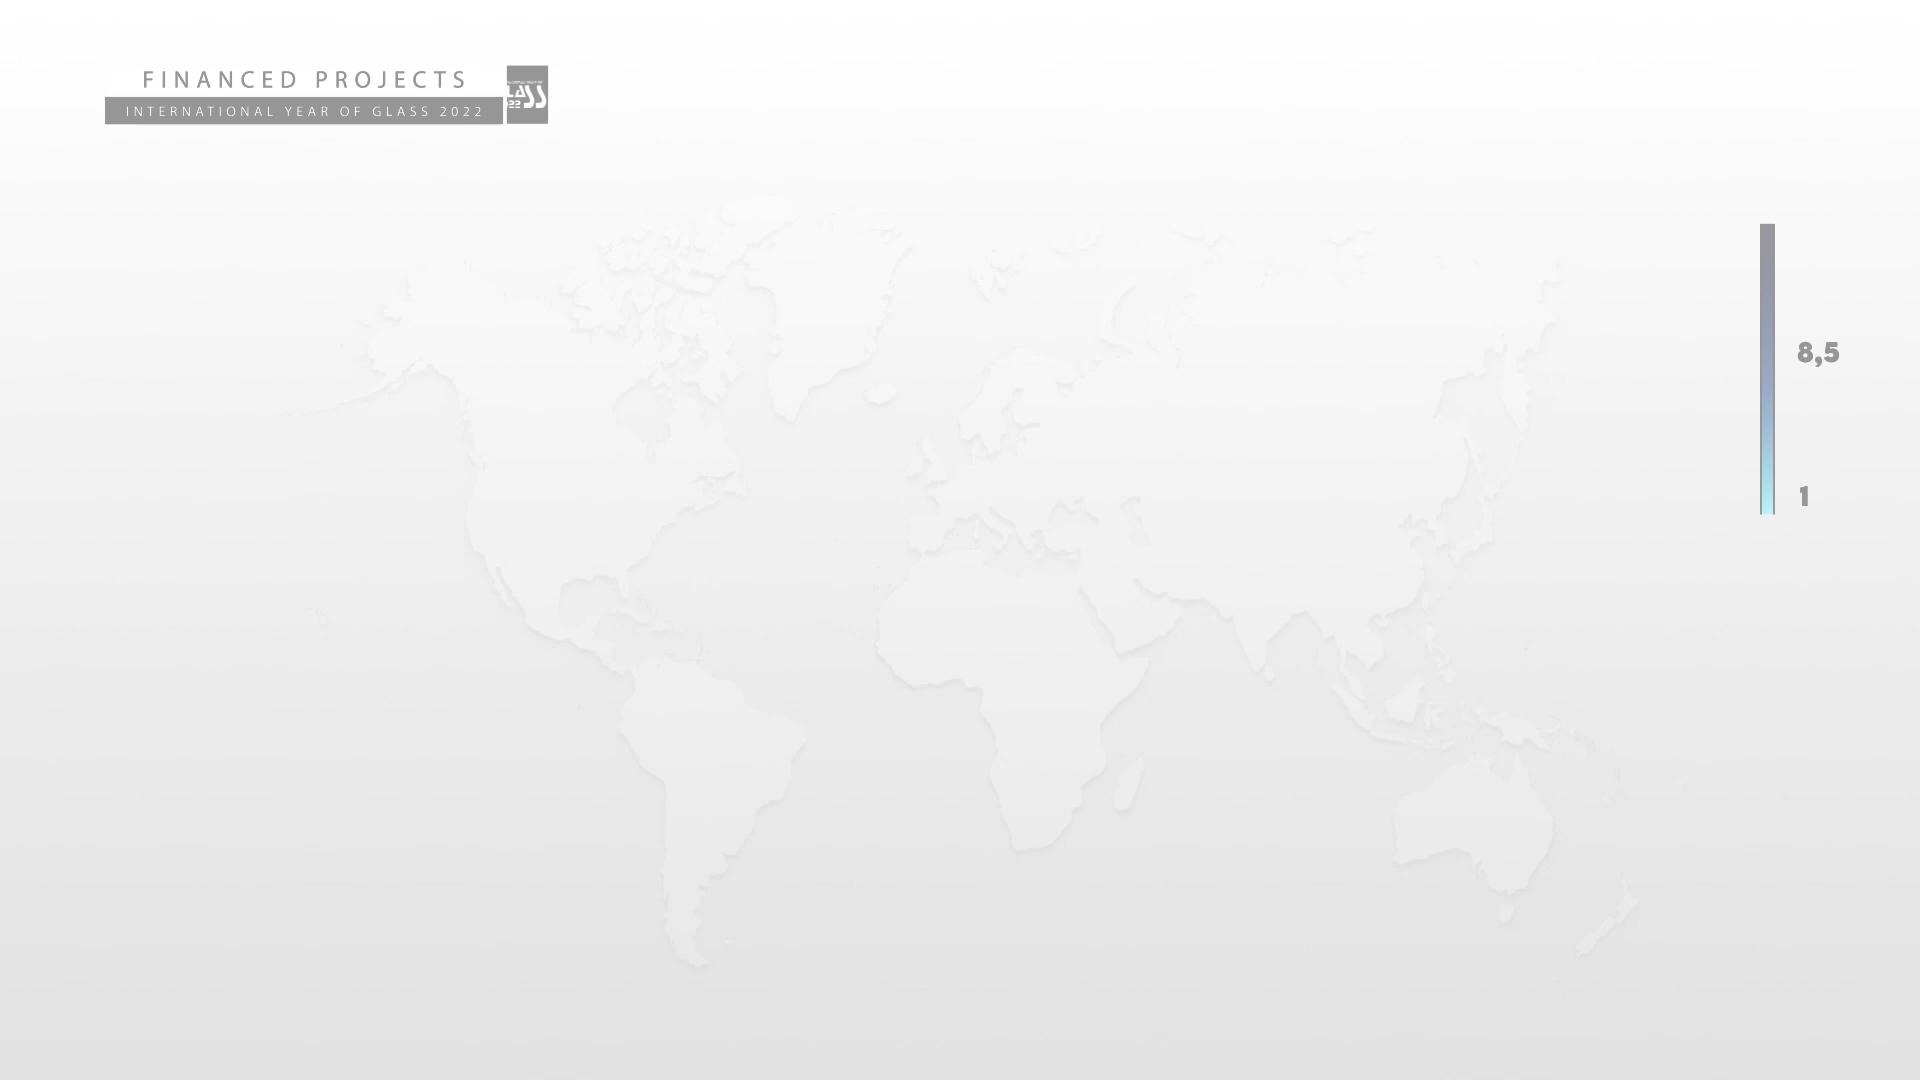 FINANCED PROJECTS
INTERNATIONAL YEAR OF GLASS 2022
8,5
1